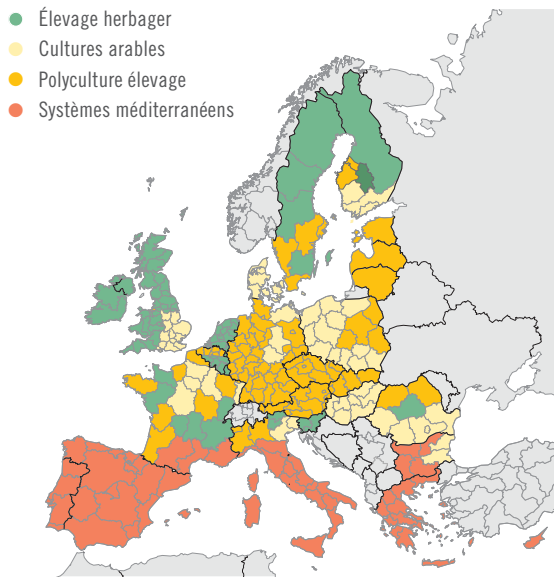 Élevage herbager
Cultures arables
Polyculture élevage
Systèmes méditerranéens